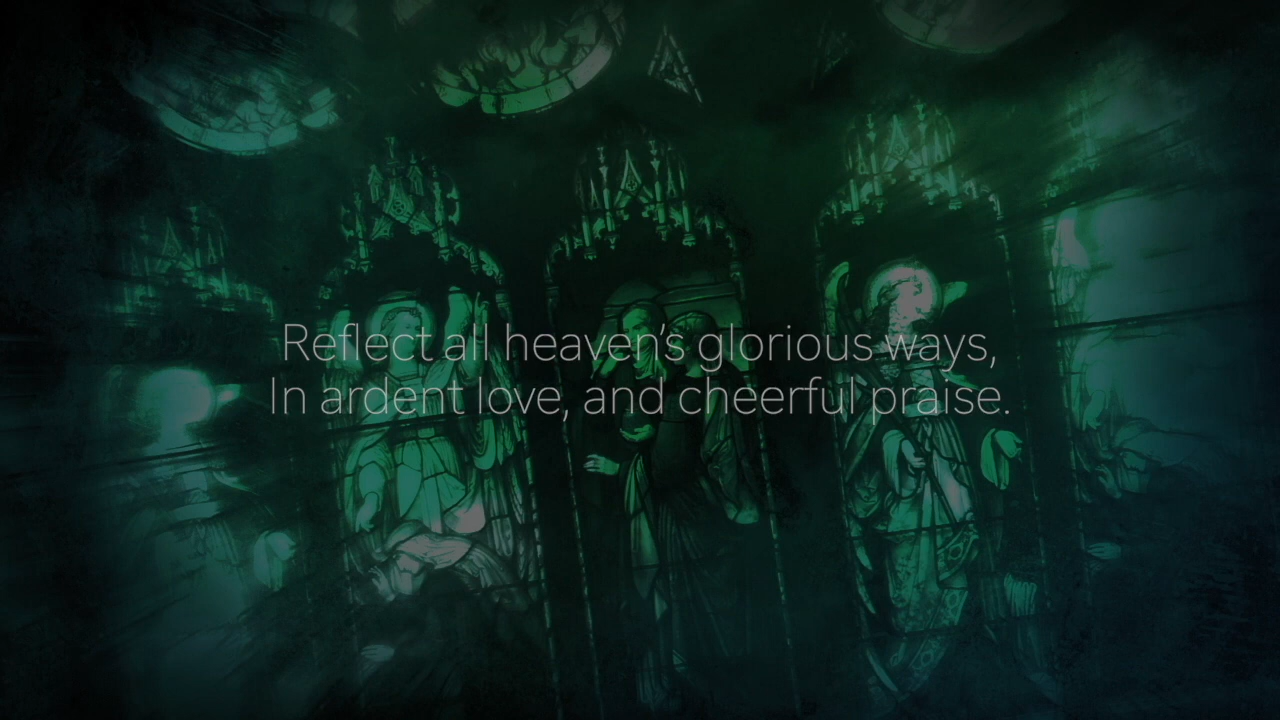 Reflect all heaven’s glorious ways,
In ardent love, and cheerful praise.